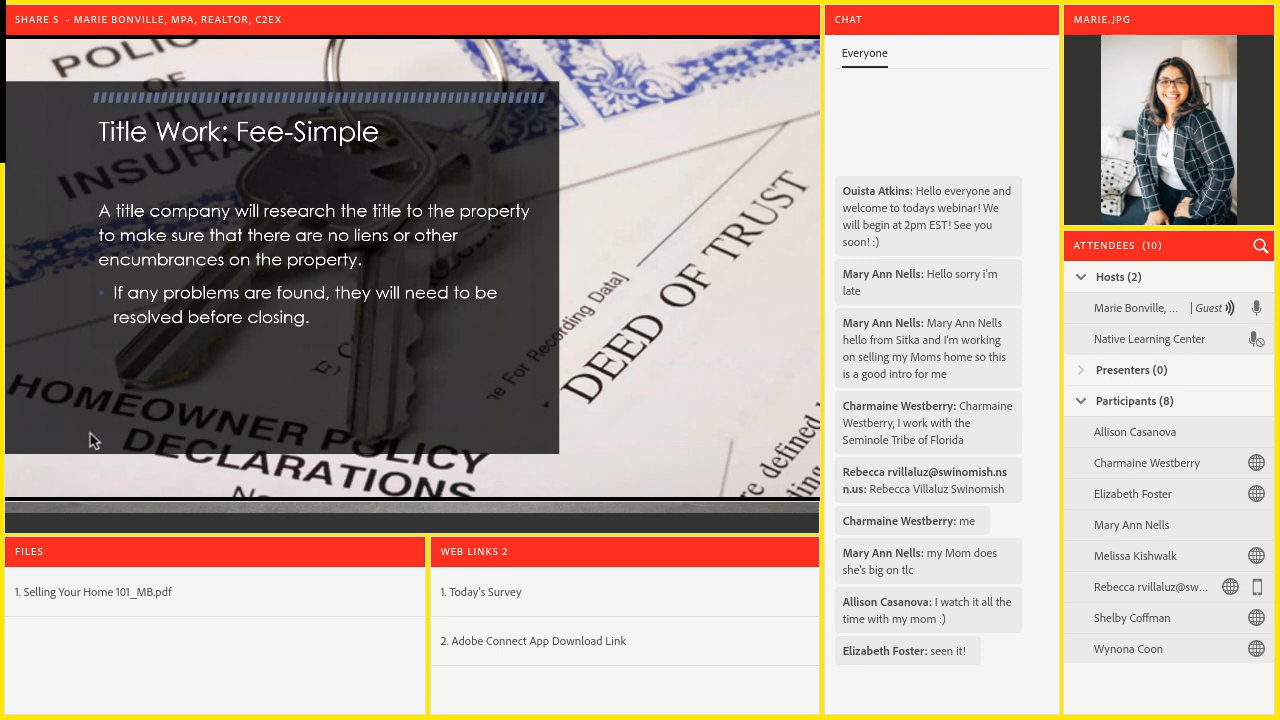 SHARE 5 - MARIE BONVILLE, MPA, REALTOR, C2EX
POLIC
OF
TITLE
INSURA
Title Work: Fee-Simple
A title company will research the title to the property
to make sure that there are no liens or other
encumbrances on the property.
• If any problems are found, they will need to be
resolved before closing.
e For Recording Data]
DEED OF TRUST
HOMEOWNER POLICY
DECLARATIONS
re defined
FILES
1. Selling Your Home 101_MB.pdf
WEB LINKS 2
1. Today's Survey
2. Adobe Connect App Download Link
CHAT
Everyone
Ouista Atkins: Hello everyone and
welcome to todays webinar! We
will begin at 2pm EST! See you
soon! :)
Mary Ann Nells: Hello sorry i'm
late
Mary Ann Nells: Mary Ann Nells
hello from Sitka and I'm working
on selling my Moms home so this
is a good intro for me
Charmaine Westberry: Charmaine
Westberry, I work with the
Seminole Tribe of Florida
Rebecca rvillaluz@swinomish.ns
n.us: Rebecca Villaluz Swinomish
Charmaine Westberry: me
Mary Ann Nells: my Mom does
she's big on tlc
Allison Casanova: I watch it all the
time with my mom :)
Elizabeth Foster: seen it!
MARIE.JPG
ATTENDEES (10)
Hosts (2)
Marie Bonville, ... | Guest
Native Learning Center
Presenters (0)
Participants (8)
Allison Casanova
Charmaine Westberry
Elizabeth Foster
Mary Ann Nells
Melissa Kishwalk
Rebecca rvillaluz@sw...
Shelby Coffman
Wynona Coon